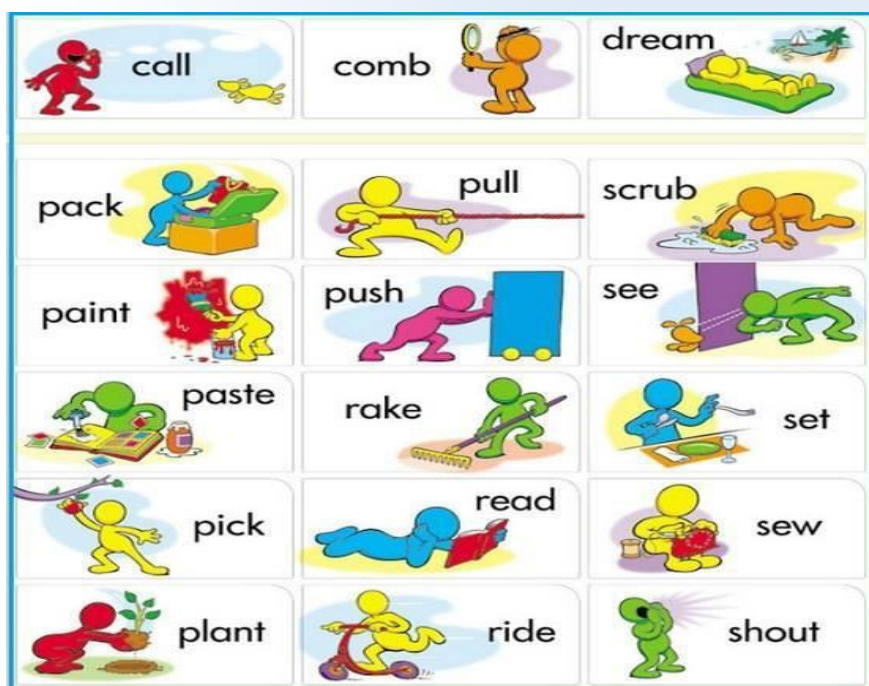 call
comb
dream
pack
pull
scrub
paint
push
see
paste
rake
set
pick
read
sew
plant
ride
shout